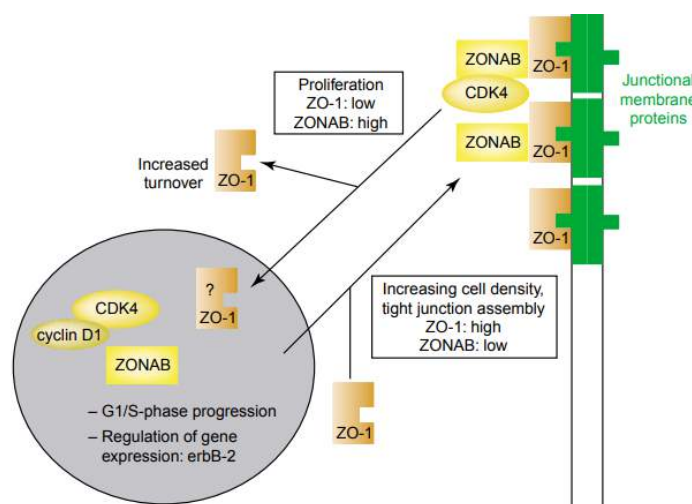 ZONAB
ZO-1
CDK4
Junctional
membrane
proteins
Proliferation
ZO-1: low
ZONAB: high
ZONAB
ZO-1
Increased
turnover
ZO-1
ZO-1
?
ZO-1
CDK4
cyclin D1
ZONAB
Increasing cell density,
tight junction assembly
ZO-1: high
ZONAB: low
– G1/S-phase progression
– Regulation of gene
expression: erbB-2
ZO-1